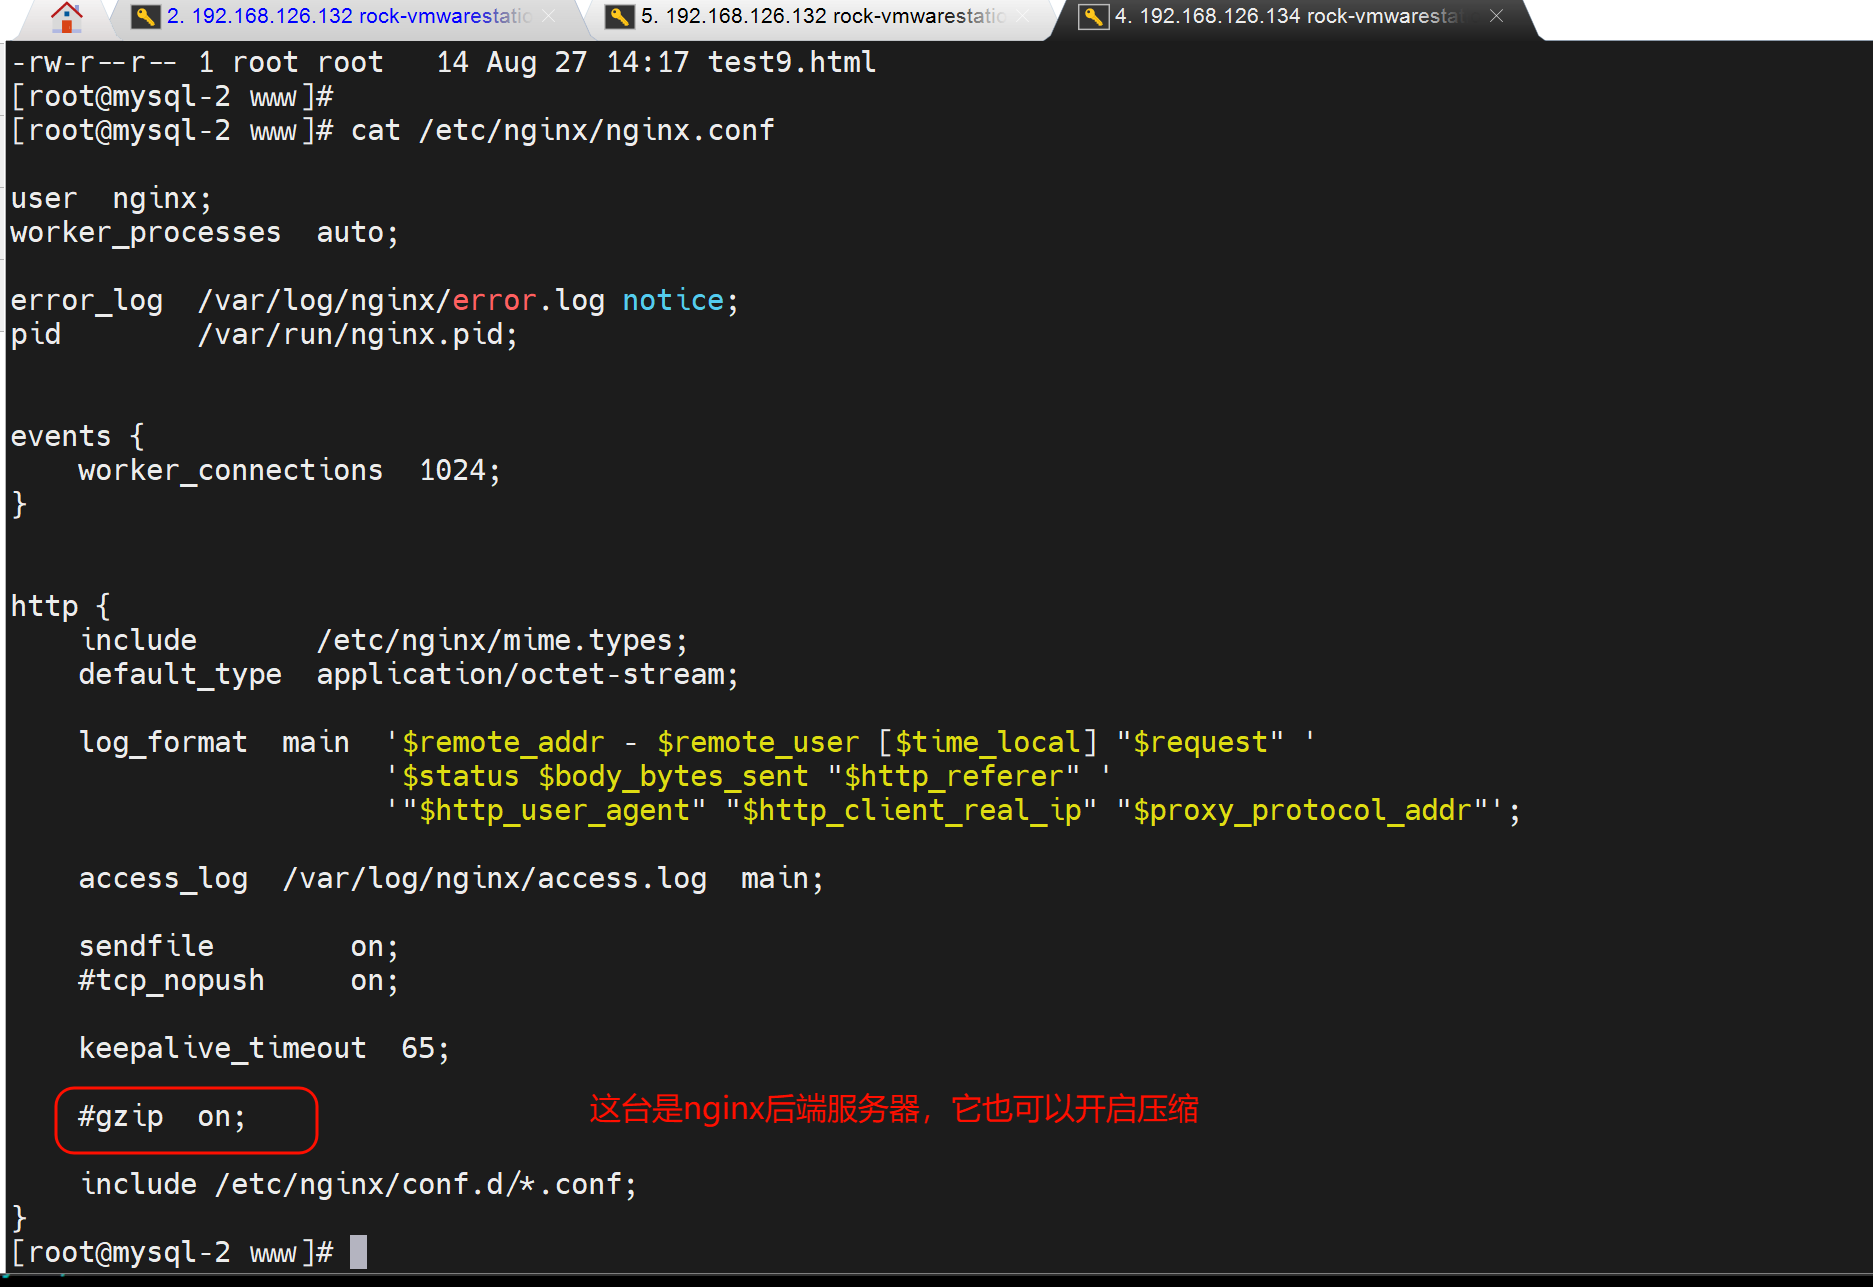 2. 192.168.126.132 rock-vmwarestatic
5. 192.168.126.132 rock-vmwarestatic
4. 192.168.126.134 rock-vmwarestat
-rw-r--r-- 1 root root   14 Aug 27 14:17 test9.html
[root@mysql-2 www]#
[root@mysql-2 www]# cat /etc/nginx/nginx.conf
user  nginx;
worker_processes  auto;
error_log  /var/log/nginx/error.log notice;
pid        /var/run/nginx.pid;
events {
    worker_connections  1024;
}
http {
    include       /etc/nginx/mime.types;
    default_type  application/octet-stream;
    log_format  main  '$remote_addr - $remote_user [$time_local] "$request" '
                      '$status $body_bytes_sent "$http_referer" '
                      '"$http_user_agent" "$http_client_real_ip" "$proxy_protocol_addr"';
    access_log  /var/log/nginx/access.log  main;
    sendfile        on;
    #tcp_nopush     on;
    keepalive_timeout  65;
    #gzip  on;
这台是nginx后端服务器，它也可以开启压缩
    include /etc/nginx/conf.d/*.conf;
}
[root@mysql-2 www]#